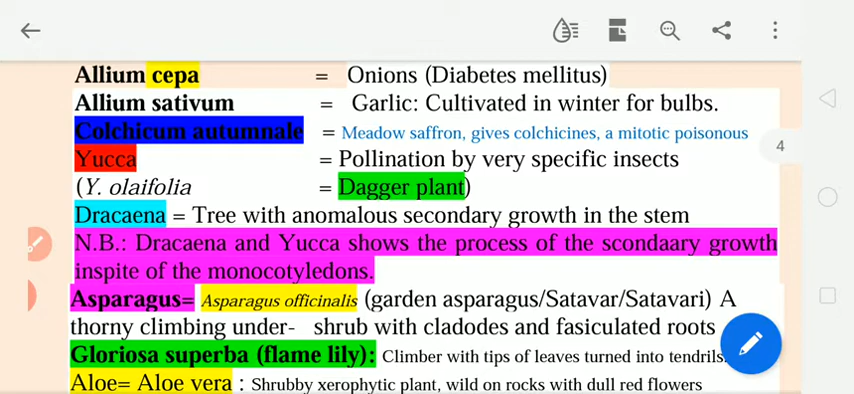 Allium cepa = Onions (Diabetes mellitus)
Allium sativum = Garlic: Cultivated in winter for bulbs.
Colchicum autumnale = Meadow saffron, gives colchicines, a mitotic poisonous
4
Yucca = Pollination by very specific insects
(Y. olaifolia = Dagger plant)
Dracaena = Tree with anomalous secondary growth in the stem
N.B.: Dracaena and Yucca shows the process of the scondaary growth
inspite of the monocotyledons.
Asparagus= Asparagus officinalis (garden asparagus/Satavar/Satavari) A
thorny climbing under- shrub with cladodes and fasiculated roots
Gloriosa superba (flame lily): Climber with tips of leaves turned into tendrils.
Aloe= Aloe vera : Shrubby xerophytic plant, wild on rocks with dull red flowers